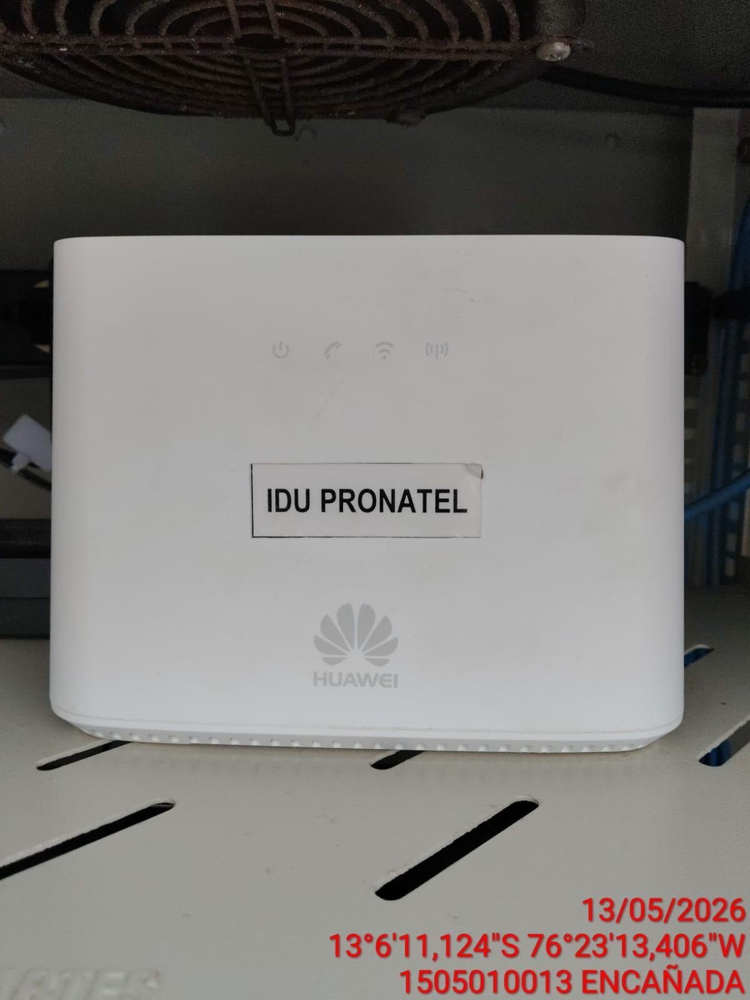 IDU PRONATEL
HUAWEI
13/05/2026
13°6'11,124"S 76°23'13,406"W
1505010013 ENCAÑADA